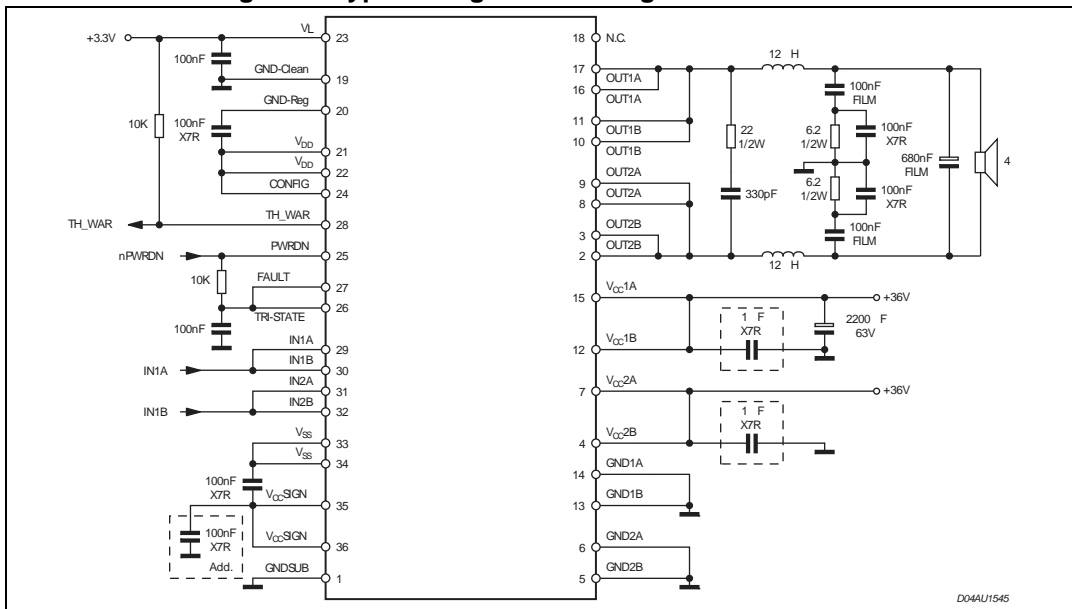 +3.3V
VL
23
100nF
GND-Clean
19
GND-Reg
20
10K
100nF
X7R
VDD
21
VDD
22
CONFIG
24
TH_WAR
TH_WAR
28
nPWRDN
PWRDN
25
10K
FAULT
27
26
TRI-STATE
100nF
IN1A
29
IN1A
IN1B
30
IN2A
31
IN1B
IN2B
32
VSS
33
VSS
34
100nF
X7R
VCCSIGN
35
100nF
X7R
Add.
VCCSIGN
36
GNDSUB
1
18
N.C.
17
OUT1A
16
OUT1A
11
OUT1B
10
OUT1B
9
OUT2A
8
OUT2A
3
OUT2B
2
OUT2B
12 H
22
1/2W
330pF
100nF
FILM
6.2
1/2W
100nF
X7R
6.2
1/2W
100nF
X7R
100nF
FILM
680nF
FILM
4
12 H
15
VCC1A
+36V
1 F
X7R
2200 F
63V
12
VCC1B
7
VCC2A
+36V
1 F
X7R
4
VCC2B
14
GND1A
13
GND1B
6
GND2A
5
GND2B
D04AU1545